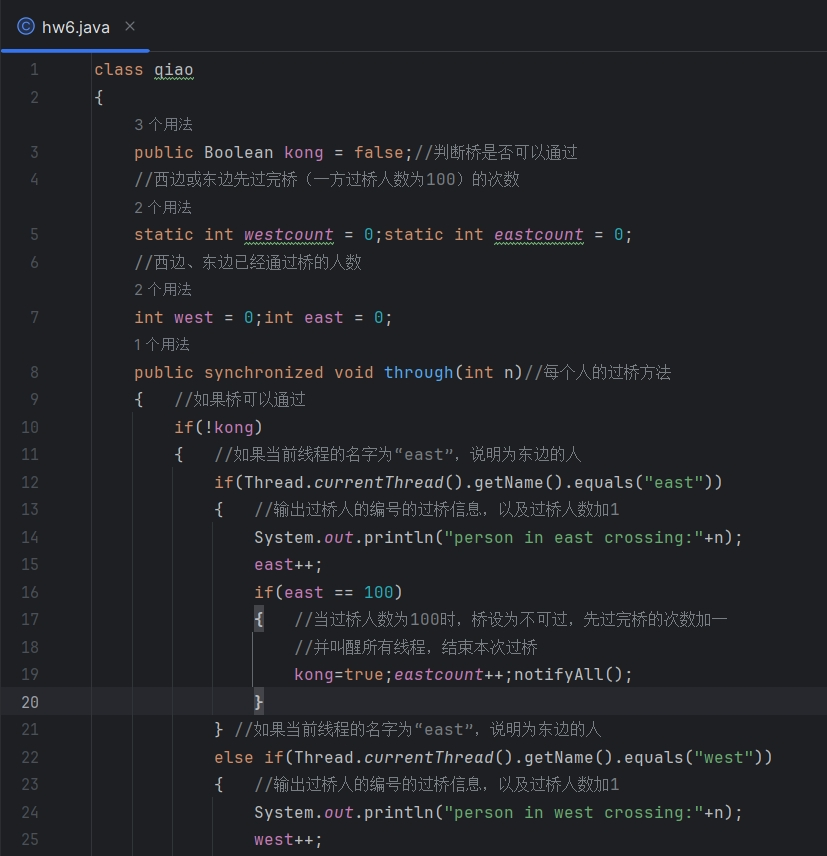 hw6.java
1 class qiao
2 {
3 个用法
3 public Boolean kong = false;//判断桥是否可以通过
4 //西边或东边先过完桥（一方过桥人数为100）的次数
2 个用法
5 static int westcount = 0;static int eastcount = 0;
6 //西边、东边已经通过桥的人数
2 个用法
7 int west = 0;int east = 0;
1 个用法
8 public synchronized void through(int n)//每个人的过桥方法
9 { //如果桥可以通过
10 if(!kong)
11 { //如果当前线程的名字为“east”，说明为东边的人
12 if(Thread.currentThread().getName().equals("east"))
13 { //输出过桥人的编号的过桥信息，以及过桥人数加1
14 System.out.println("person in east crossing:"+n);
15 east++;
16 if(east == 100)
17 { //当过桥人数为100时，桥设为不可过，先过完桥的次数加一
18 //并叫醒所有线程，结束本次过桥
19 kong=true;eastcount++;notifyAll();
20 }
21 } //如果当前线程的名字为“east”，说明为东边的人
22 else if(Thread.currentThread().getName().equals("west"))
23 { //输出过桥人的编号的过桥信息，以及过桥人数加1
24 System.out.println("person in west crossing:"+n);
25 west++;